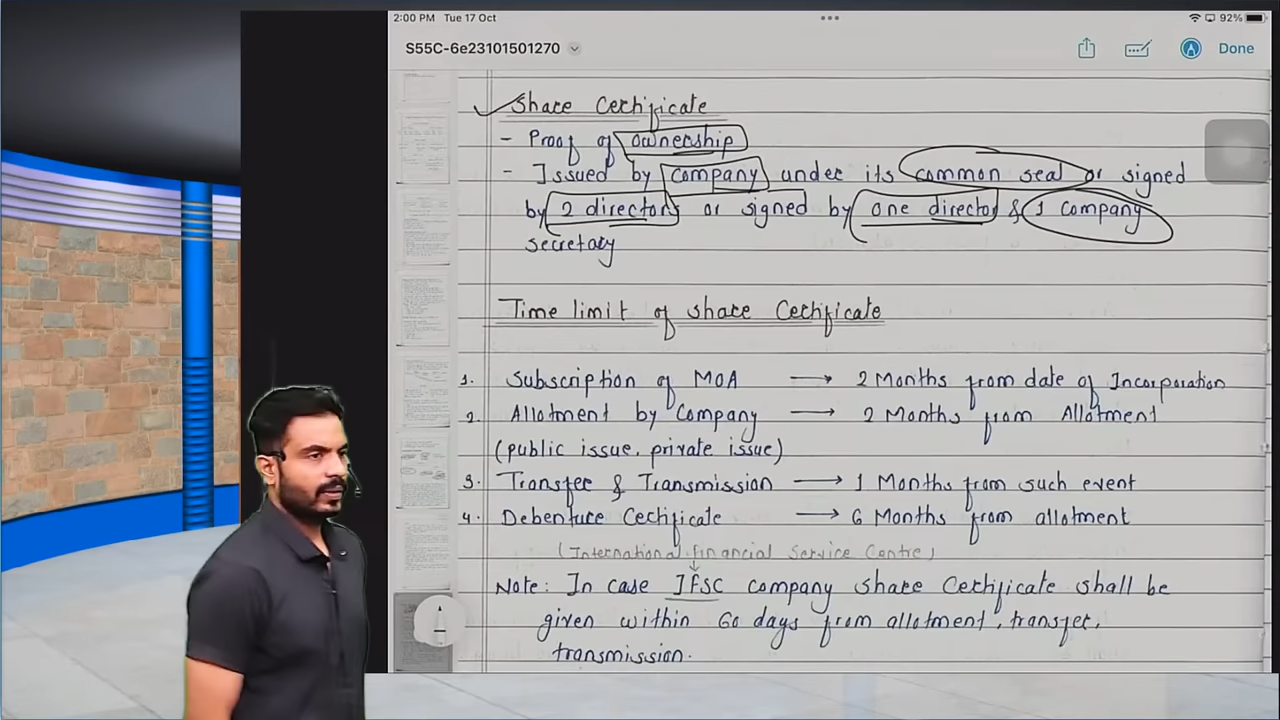 2:00 PM Tue 17 Oct
92%
S55C-6e23101501270
Done
Share Certificate
- Proof of ownership
- Issued by company under its common seal or signed
by 2 directors or signed by one director & 1 company
secretary
Time limit of share Certificate
1. Subscription of MOA → 2 Months from date of Incorporation
2. Allotment by Company → 2 Months from Allotment
(public issue, private issue)
3. Transfer & Transmission → 1 Months from such event
4. Debenture Certificate → 6 Months from allotment
(International financial Service Centre)
Note: In case IFSC company share Certificate shall be
given within 60 days from allotment, transfer,
transmission.